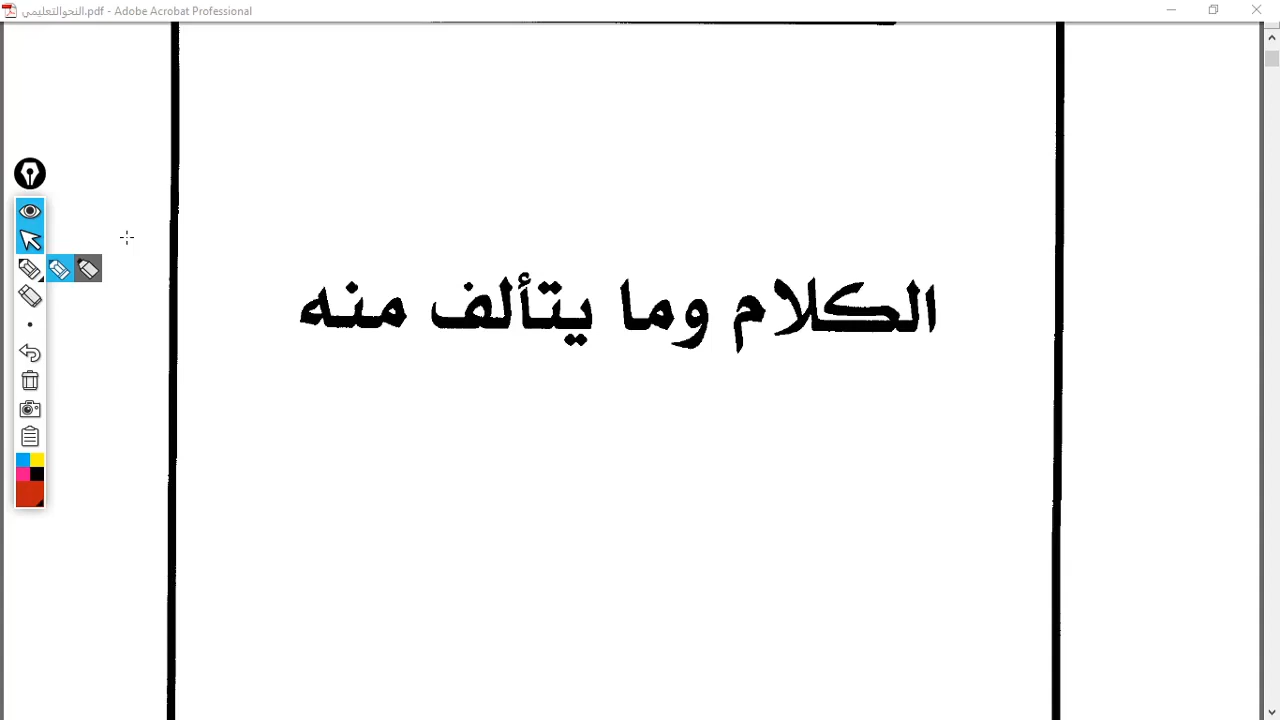 النحوالتعليمي.pdf - Adobe Acrobat Professional
الكلام وما يتألف منه